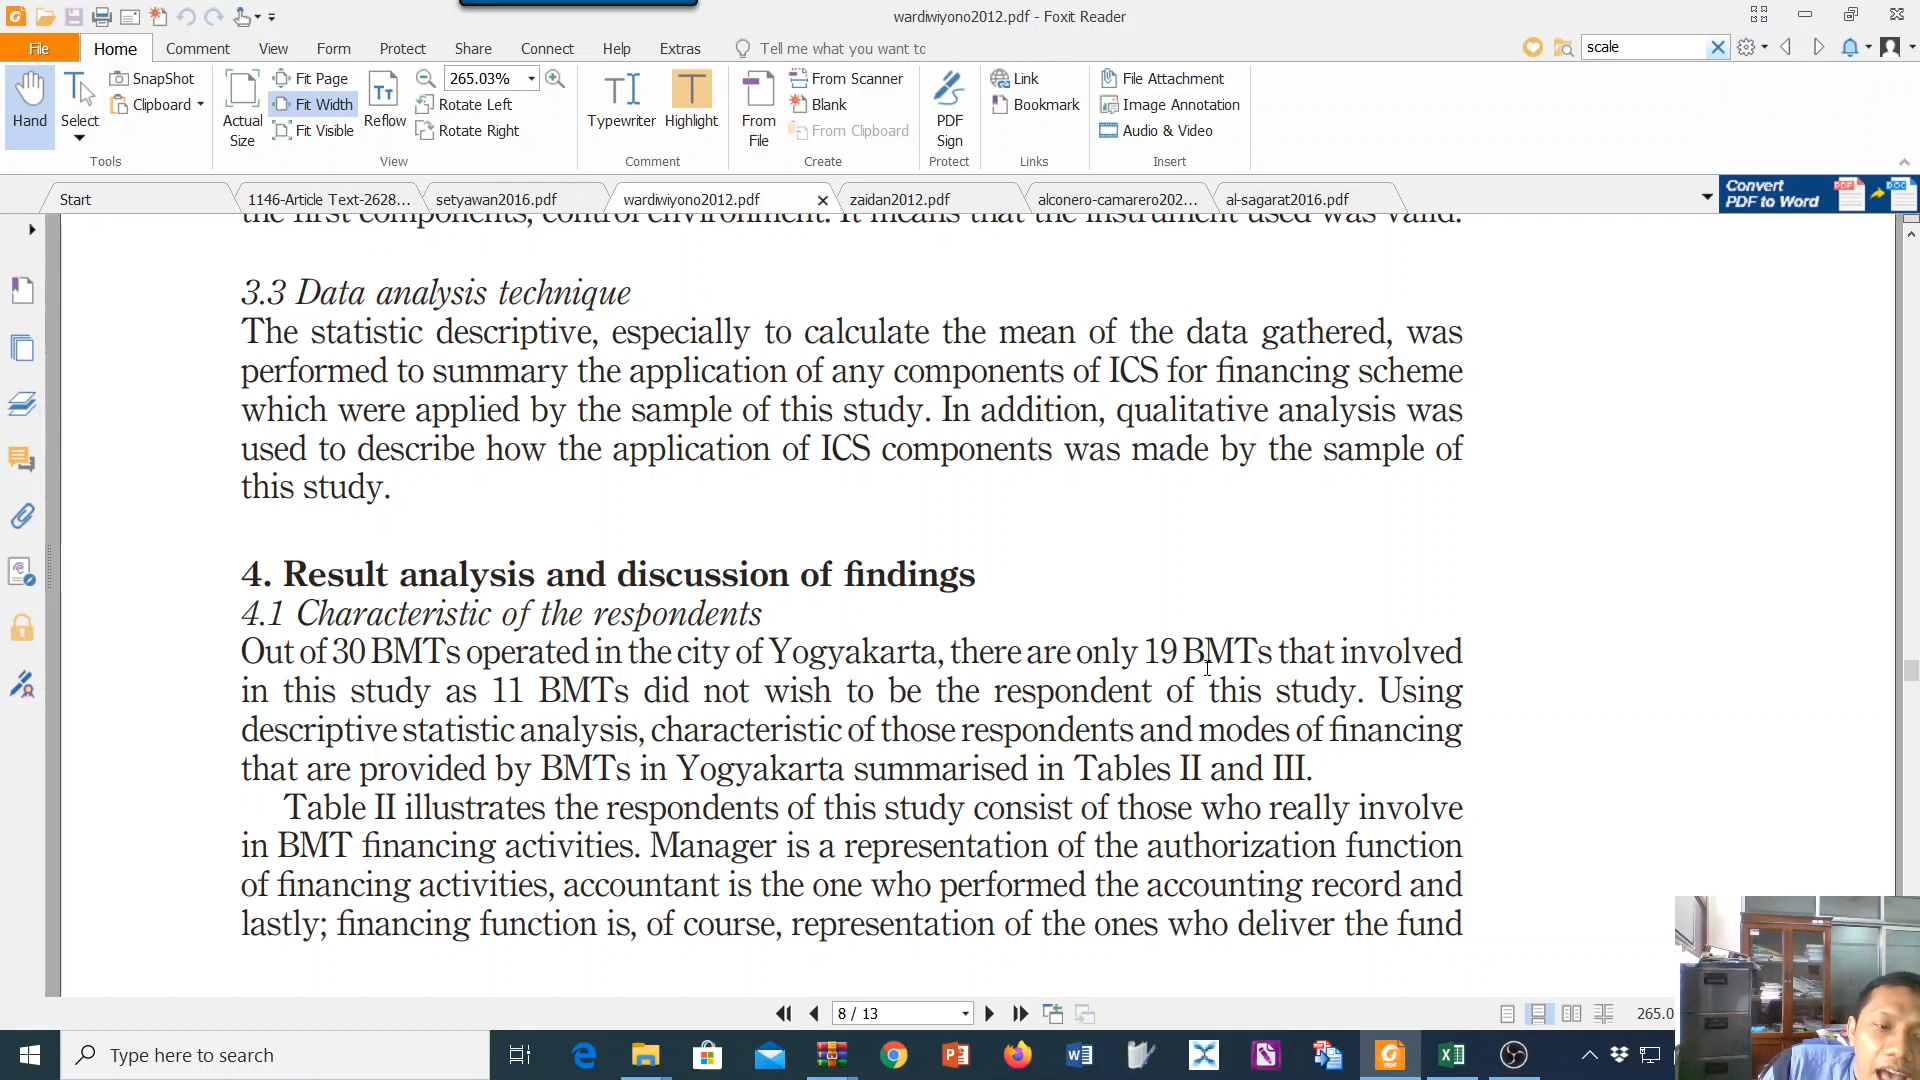 wardiwiyono2012.pdf - Foxit Reader
File Home Comment View Form Protect Share Connect Help Extras Tell me what you want to scale
Hand
Select
SnapShot
Clipboard
Tools
Actual Size
Fit Page
Fit Width
Fit Visible
Reflow
265.03%
Rotate Left
Rotate Right
View
Typewriter
Highlight
Comment
From File
From Scanner
Blank
From Clipboard
Create
PDF Sign
Protect
Link
Bookmark
Links
File Attachment
Image Annotation
Audio & Video
Insert
Start 1146-Article Text-2628... setyawan2016.pdf wardiwiyono2012.pdf zaidan2012.pdf alconero-camarero202... al-sagarat2016.pdf
Convert
PDF to Word
the first components, control environment. It means that the instrument used was valid.
3.3 Data analysis technique
The statistic descriptive, especially to calculate the mean of the data gathered, was
performed to summary the application of any components of ICS for financing scheme
which were applied by the sample of this study. In addition, qualitative analysis was
used to describe how the application of ICS components was made by the sample of
this study.
4. Result analysis and discussion of findings
4.1 Characteristic of the respondents
Out of 30 BMTs operated in the city of Yogyakarta, there are only 19 BMTs that involved
in this study as 11 BMTs did not wish to be the respondent of this study. Using
descriptive statistic analysis, characteristic of those respondents and modes of financing
that are provided by BMTs in Yogyakarta summarised in Tables II and III.
Table II illustrates the respondents of this study consist of those who really involve
in BMT financing activities. Manager is a representation of the authorization function
of financing activities, accountant is the one who performed the accounting record and
lastly; financing function is, of course, representation of the ones who deliver the fund
8 / 13
265.0
Type here to search